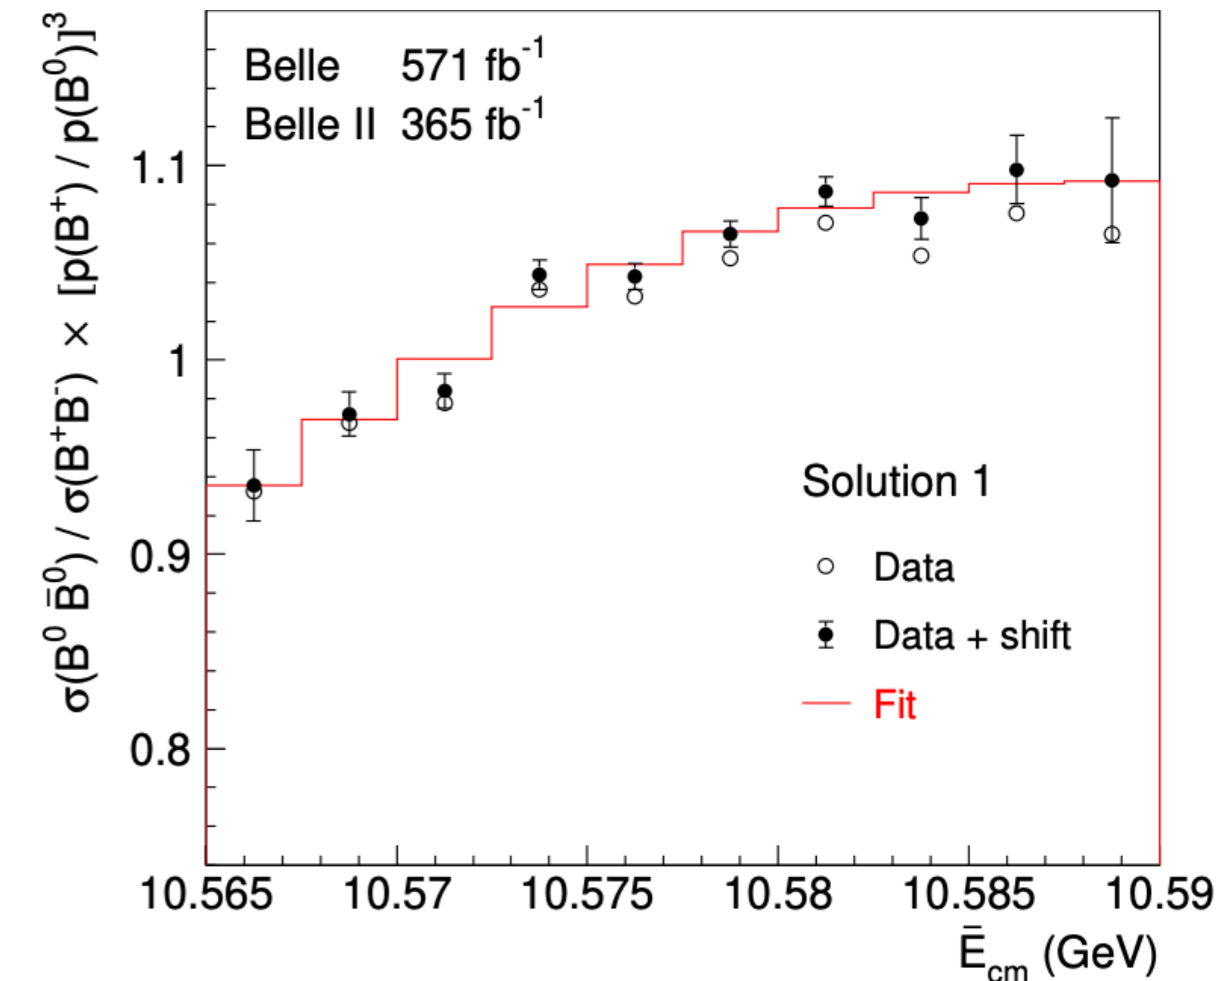 σ(B⁰ B̄⁰) / σ(B⁺B⁻) × [p(B⁺) / p(B⁰)]³
Belle 571 fb⁻¹
Belle II 365 fb⁻¹
1.1
1
0.9
0.8
Solution 1
Data
Data + shift
Fit
10.565 10.57 10.575 10.58 10.585 10.59
Ē_cm (GeV)